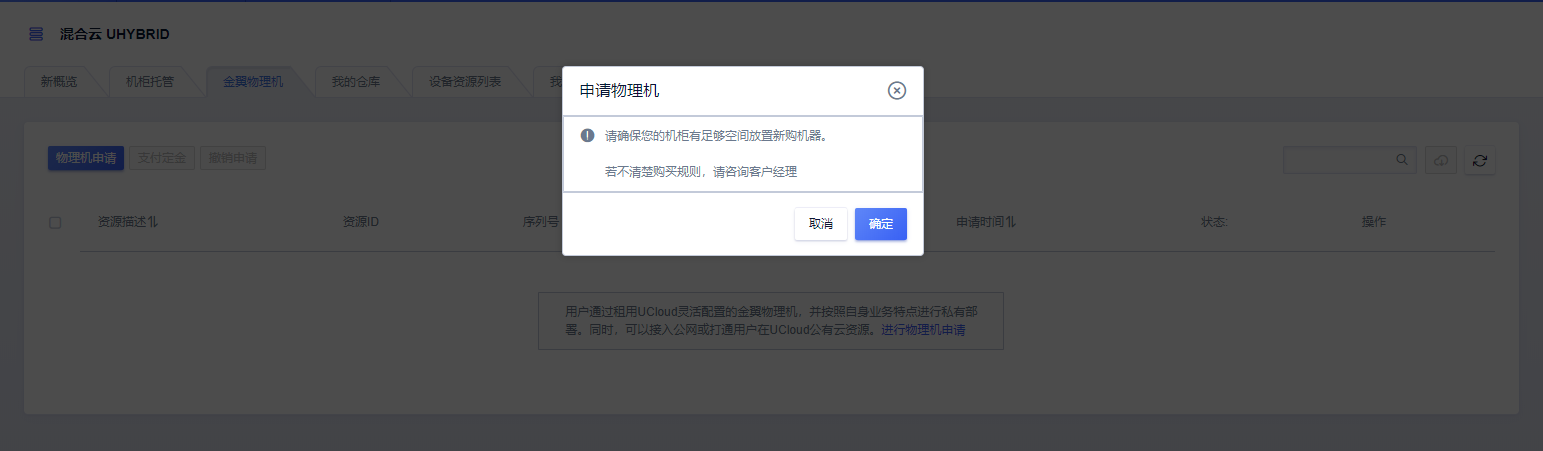 混合云 UHYBRID
新概览
机柜托管
金翼物理机
我的仓库
设备资源列表
我
申请物理机
请确保您的机柜有足够空间放置新购机器。
若不清楚购买规则，请咨询客户经理
取消
确定
物理机申请
支付定金
撤销申请
资源描述
资源ID
序列号
申请时间
状态:
操作
用户通过租用UCloud灵活配置的金翼物理机，并按照自身业务特点进行私有部
署。同时，可以接入公网或打通用户在UCloud公有云资源。进行物理机申请